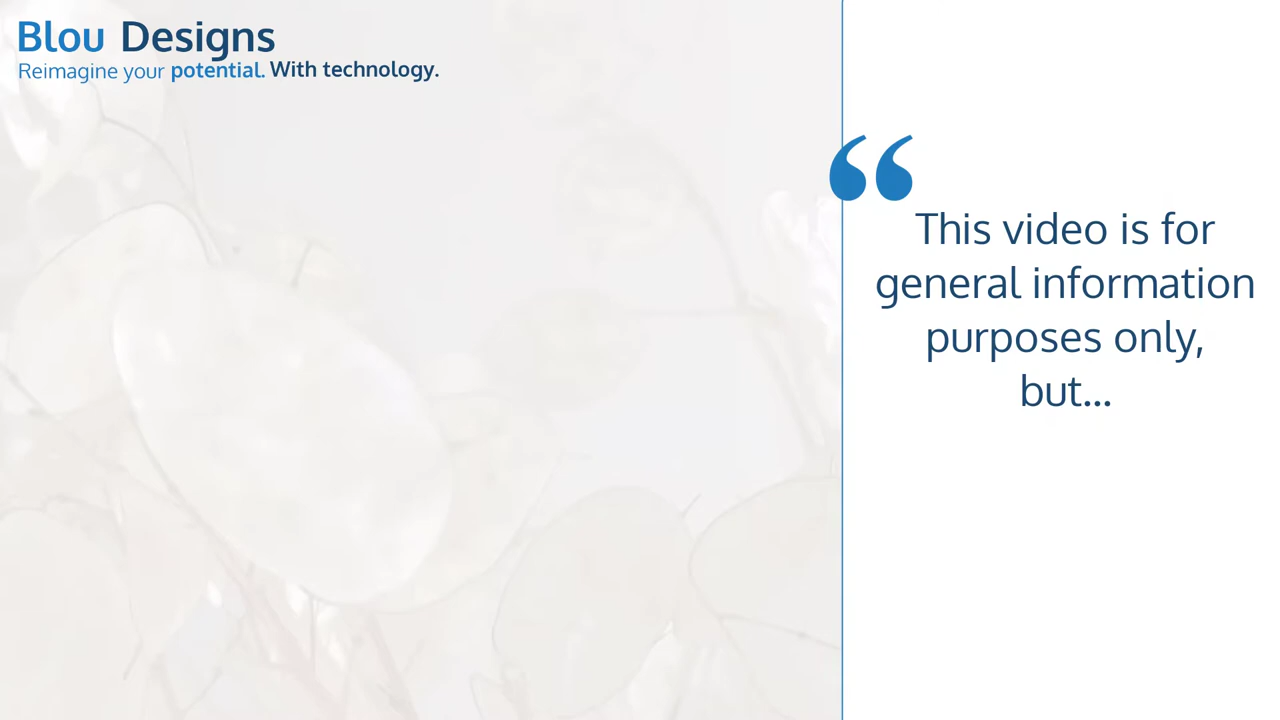 Blou Designs
Reimagine your potential. With technology.
“
This video is for
general information
purposes only,
but...